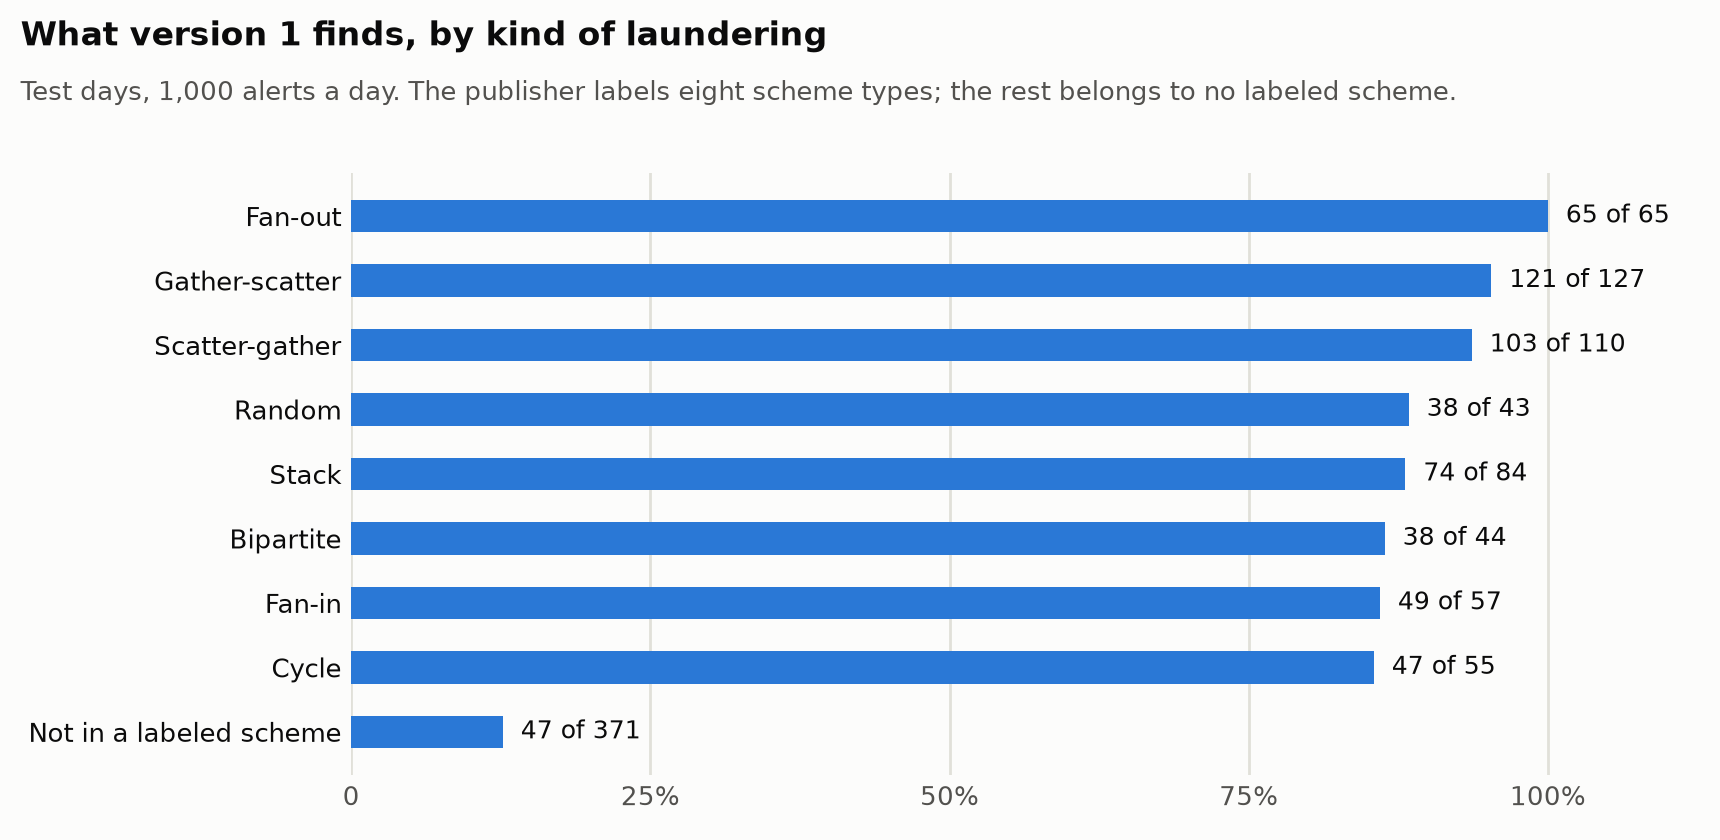 What version 1 finds, by kind of laundering
Test days, 1,000 alerts a day. The publisher labels eight scheme types; the rest belongs to no labeled scheme.
Fan-out 65 of 65
Gather-scatter 121 of 127
Scatter-gather 103 of 110
Random 38 of 43
Stack 74 of 84
Bipartite 38 of 44
Fan-in 49 of 57
Cycle 47 of 55
Not in a labeled scheme 47 of 371
0 25% 50% 75% 100%